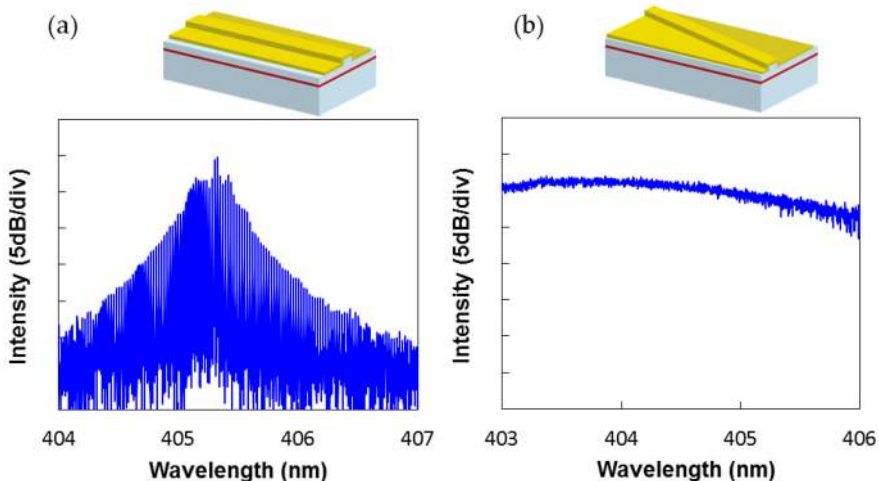 (a)
(b)
Intensity (5dB/div)
404 405 406 407
Wavelength (nm)
Intensity (5dB/div)
403 404 405 406
Wavelength (nm)